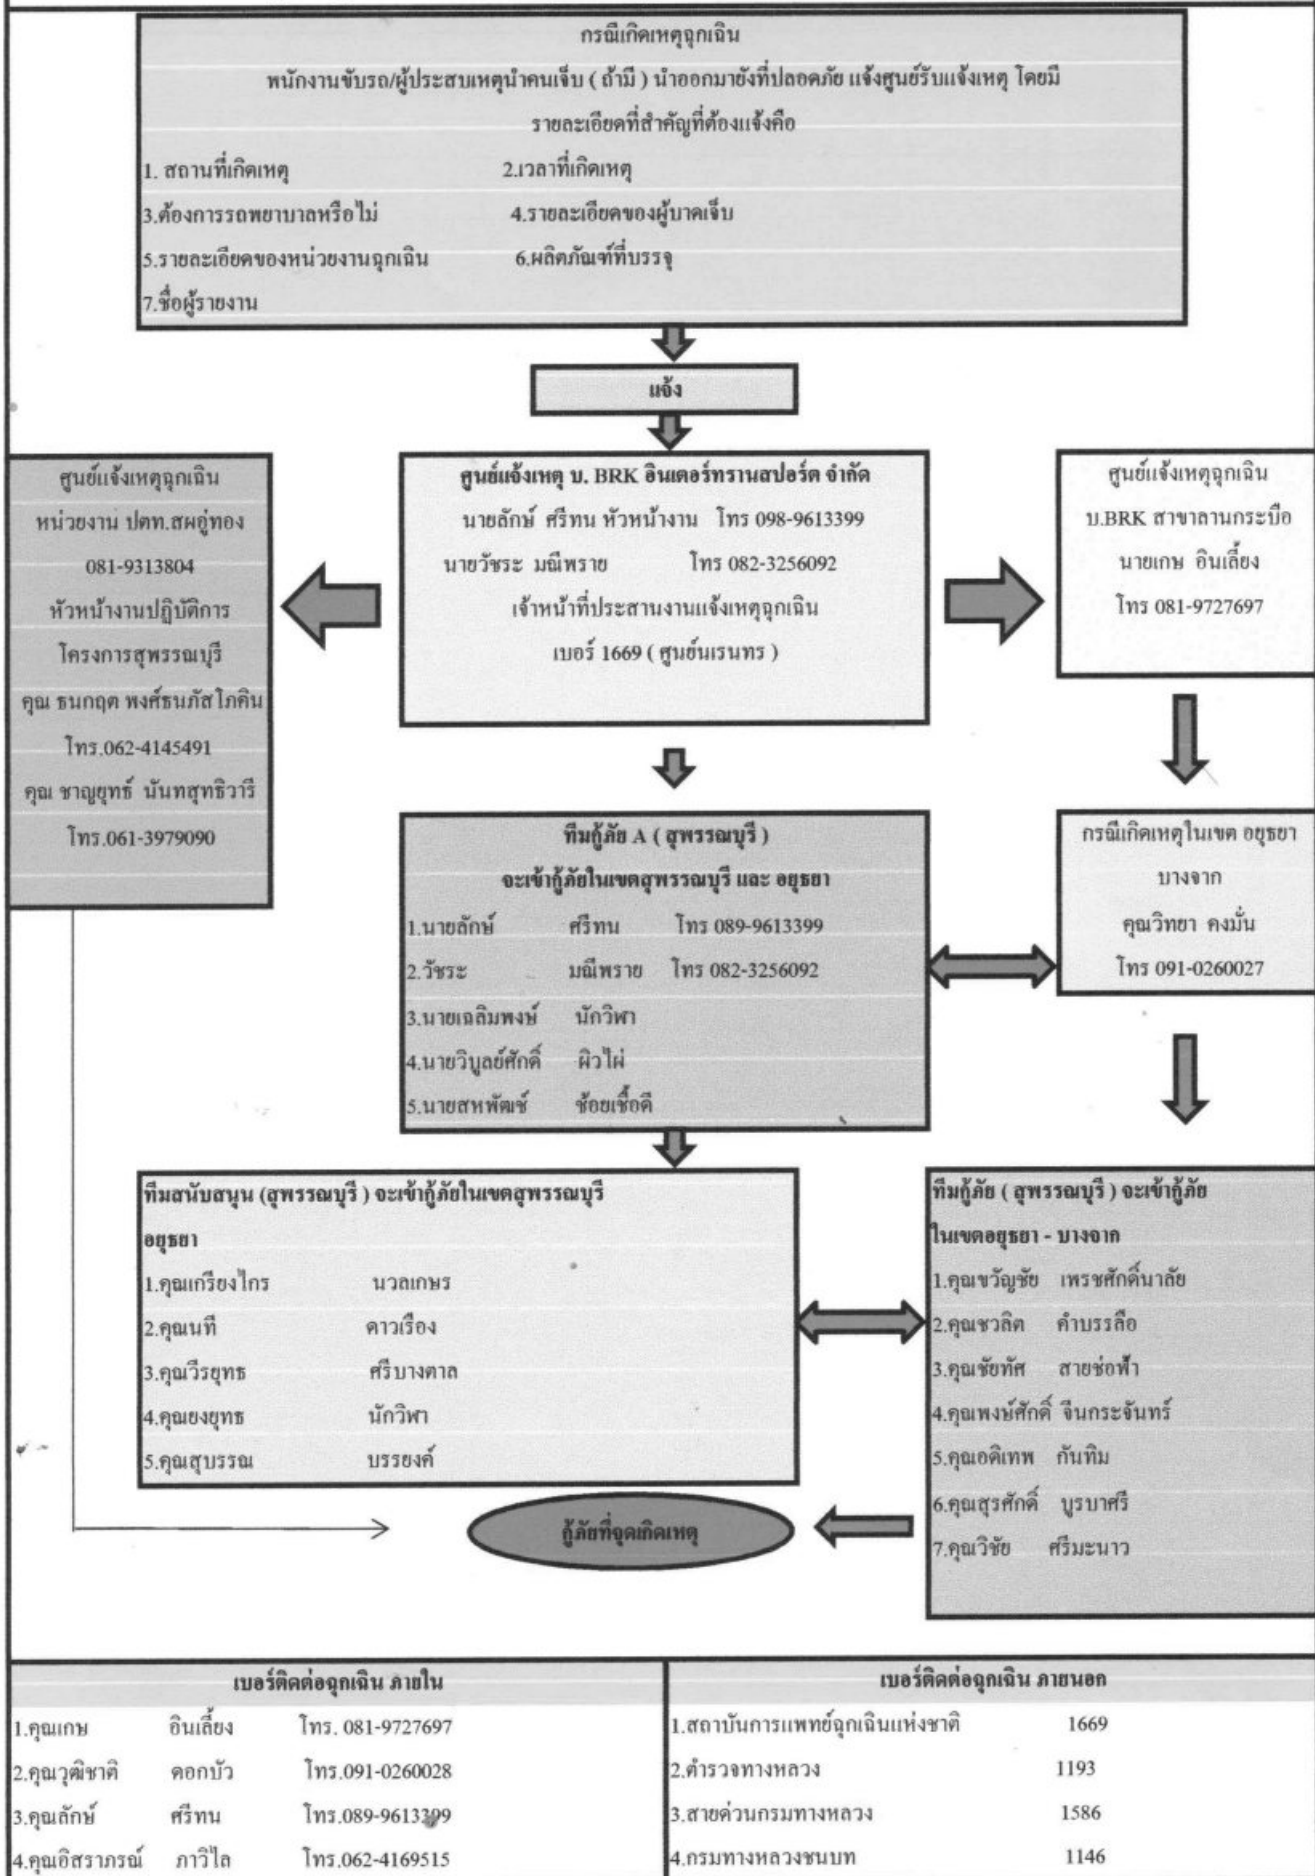 กรณีเกิดเหตุฉุกเฉิน
พนักงานขับรถ/ผู้ประสบเหตุนำคนเจ็บ ( ถ้ามี ) นำออกมายังที่ปลอดภัย แจ้งศูนย์รับแจ้งเหตุ โดยมี
รายละเอียดที่สำคัญที่ต้องแจ้งคือ
1. สถานที่เกิดเหตุ 2.เวลาที่เกิดเหตุ
3.ต้องการรถพยาบาลหรือไม่ 4.รายละเอียดของผู้บาดเจ็บ
5.รายละเอียดของหน่วยงานฉุกเฉิน 6.ผลิตภัณฑ์ที่บรรจุ
7.ชื่อผู้รายงาน
แจ้ง
ศูนย์แจ้งเหตุฉุกเฉิน
หน่วยงาน ปตท.สผอู่ทอง
081-9313804
หัวหน้างานปฏิบัติการ
โครงการสุพรรณบุรี
คุณ ธนกฤต พงศ์ธนภัสโภคิน
โทร.062-4145491
คุณ ชาญยุทธ์ นันทสุทธิวารี
โทร.061-3979090
ศูนย์แจ้งเหตุ บ. BRK อินเตอร์ทรานสปอร์ต จำกัด
นายลักษ์ ศรีทน หัวหน้างาน โทร 098-9613399
นายวัชระ มณีพราย โทร 082-3256092
เจ้าหน้าที่ประสานงานแจ้งเหตุฉุกเฉิน
เบอร์ 1669 ( ศูนย์นเรนทร )
ศูนย์แจ้งเหตุฉุกเฉิน
บ.BRK สาขาลานกระบือ
นายเกษ อินเลี้ยง
โทร 081-9727697
ทีมกู้ภัย A ( สุพรรณบุรี )
จะเข้ากู้ภัยในเขตสุพรรณบุรี และ อยุธยา
1.นายลักษ์ ศรีทน โทร 089-9613399
2.วัชระ มณีพราย โทร 082-3256092
3.นายเฉลิมพงษ์ นักวิฬา
4.นายวิบูลย์ศักดิ์ ผิวไผ่
5.นายสหพัฒช์ ช้อยเชื้อดี
กรณีเกิดเหตุในเขต อยุธยา
บางจาก
คุณวิทยา คงมั่น
โทร 091-0260027
ทีมสนับสนุน (สุพรรณบุรี ) จะเข้ากู้ภัยในเขตสุพรรณบุรี
อยุธยา
1.คุณเกรียงไกร นวลเกษร
2.คุณนที ดาวเรือง
3.คุณวีรยุทธ ศรีบางตาล
4.คุณยงยุทธ นักวิฬา
5.คุณสุบรรณ บรรยงค์
ทีมกู้ภัย ( สุพรรณบุรี ) จะเข้ากู้ภัย
ในเขตอยุธยา - บางจาก
1.คุณขวัญชัย เพรชศักดิ์นาลัย
2.คุณชวลิต คำบรรลือ
3.คุณชัยทัศ สายช่อฟ้า
4.คุณพงษ์ศักดิ์ จีนกระจันทร์
5.คุณอดิเทพ กันทิม
6.คุณสุรศักดิ์ บูรบาศรี
7.คุณวิชัย ศรีมะนาว
กู้ภัยที่จุดเกิดเหตุ
เบอร์ติดต่อฉุกเฉิน ภายใน
1.คุณเกษ อินเลี้ยง โทร. 081-9727697
2.คุณวุฒิชาติ ดอกบัว โทร.091-0260028
3.คุณลักษ์ ศรีทน โทร.089-9613399
4.คุณอิสราภรณ์ ภาวิไล โทร.062-4169515
เบอร์ติดต่อฉุกเฉิน ภายนอก
1.สถาบันการแพทย์ฉุกเฉินแห่งชาติ 1669
2.ตำรวจทางหลวง 1193
3.สายด่วนกรมทางหลวง 1586
4.กรมทางหลวงชนบท 1146